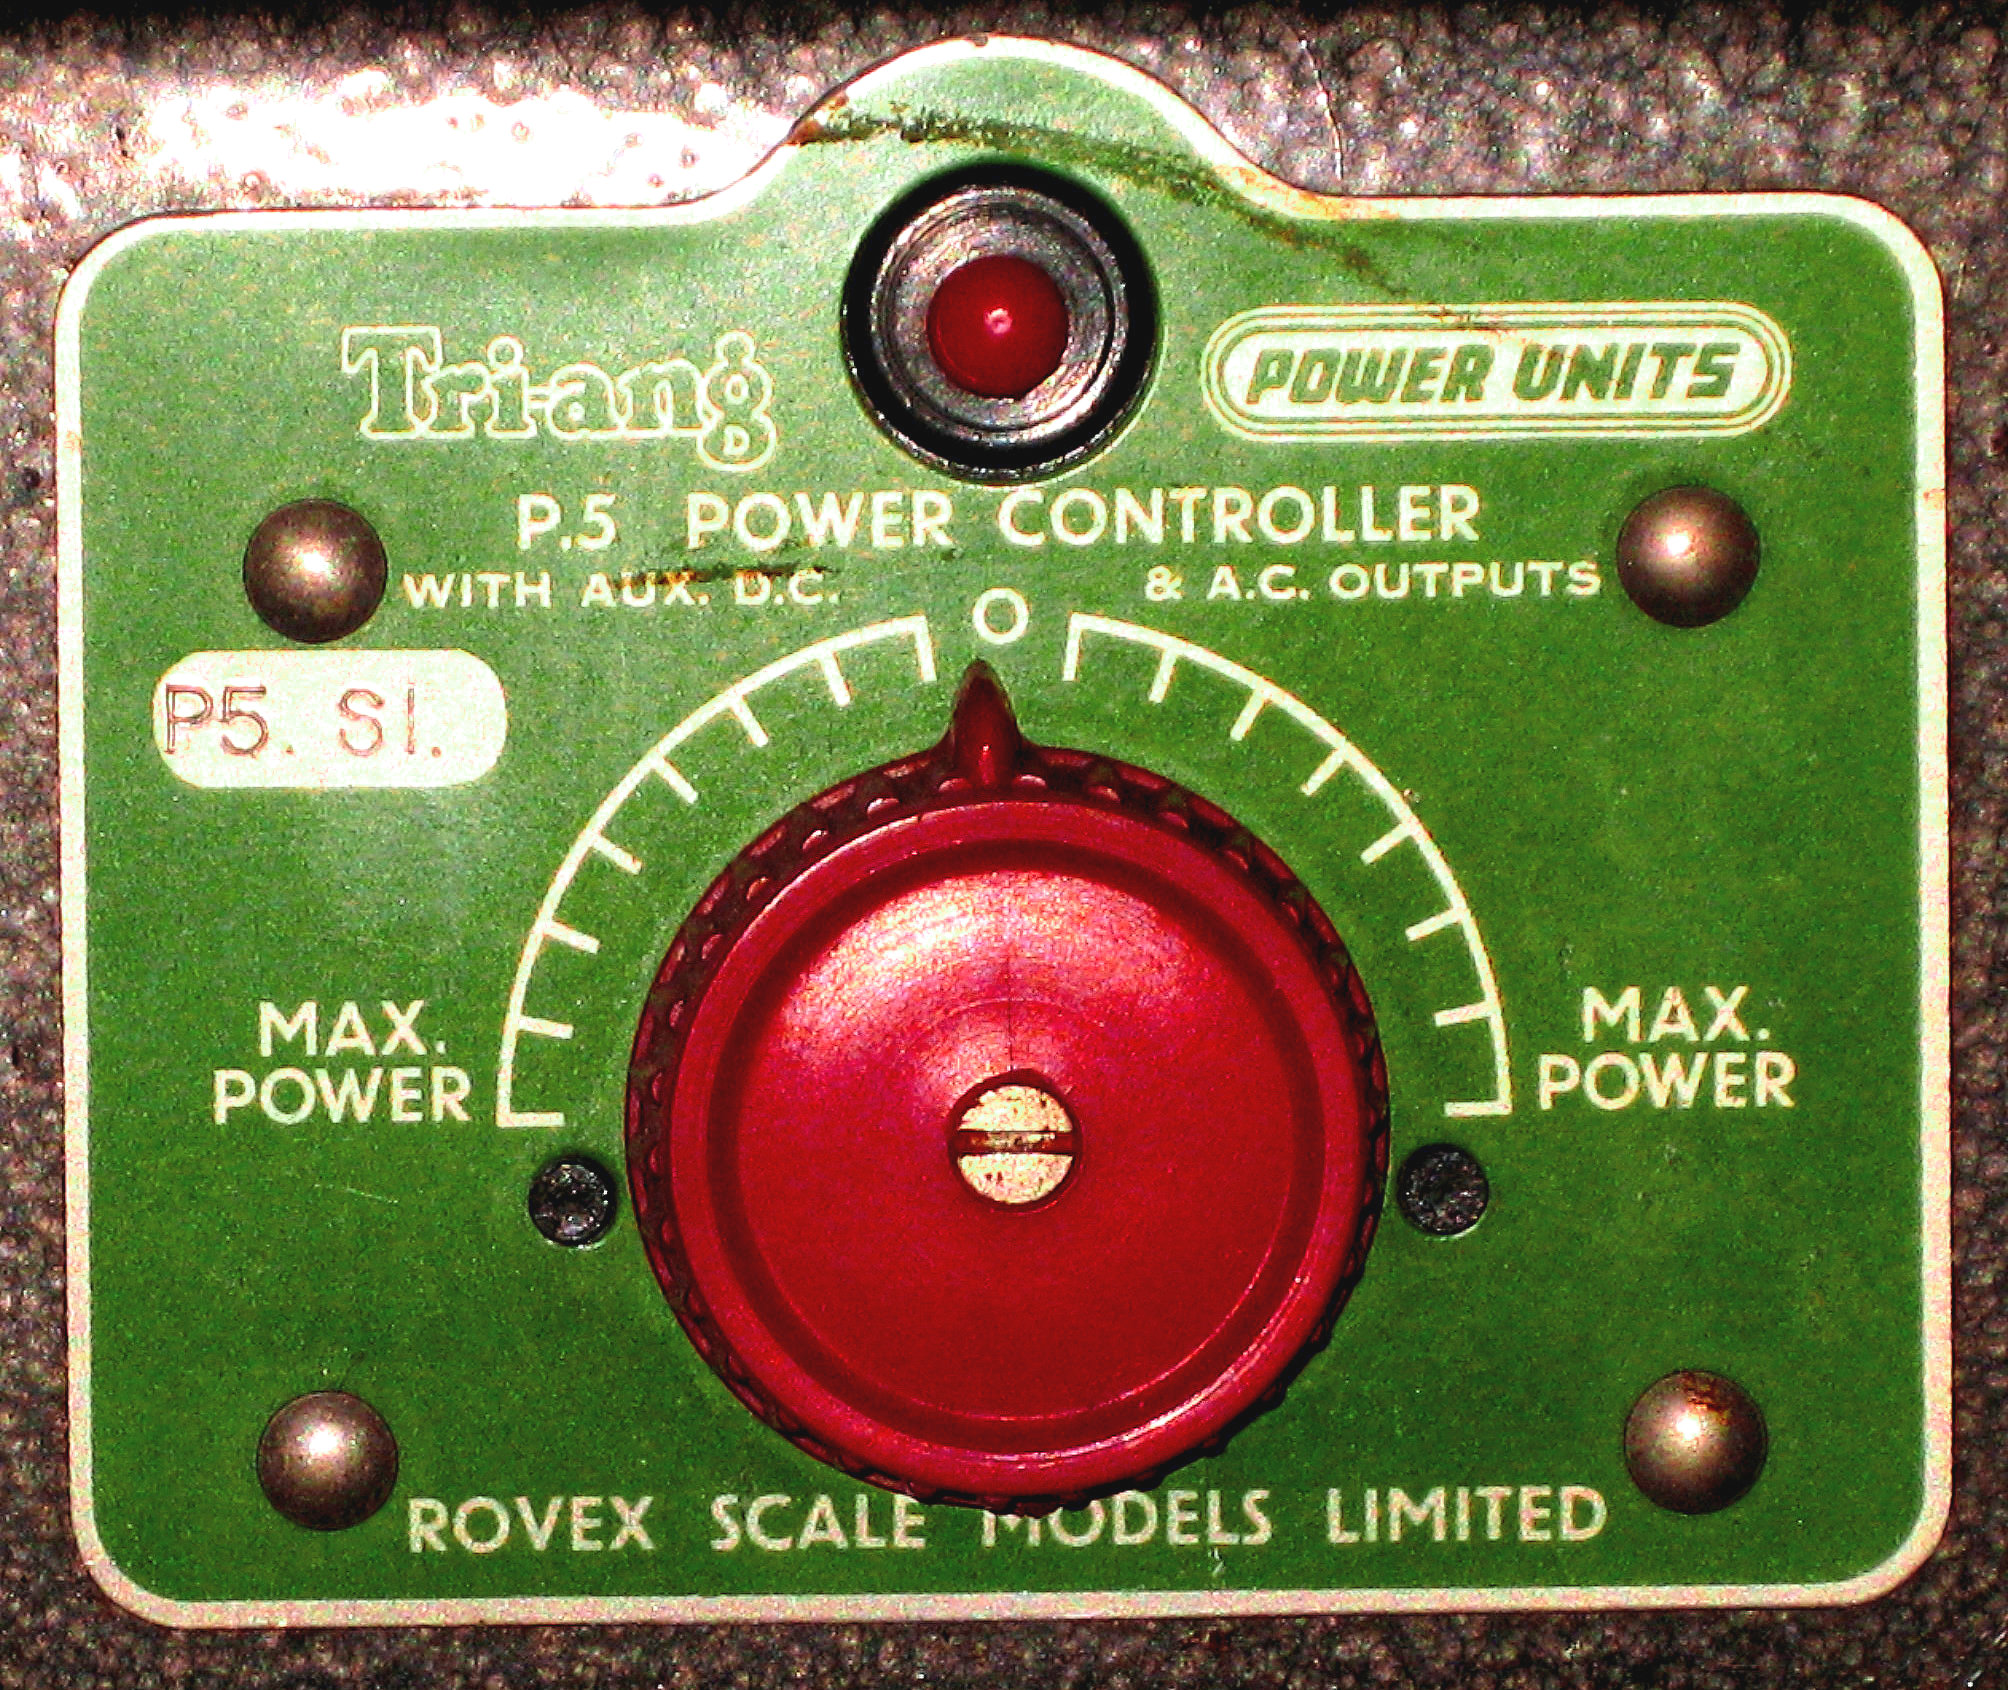 Tri-ang
POWER UNITS
P.5 POWER CONTROLLER
WITH AUX. D.C. & A.C. OUTPUTS
O
P5. SI.
MAX.
POWER
MAX.
POWER
ROVEX SCALE MODELS LIMITED